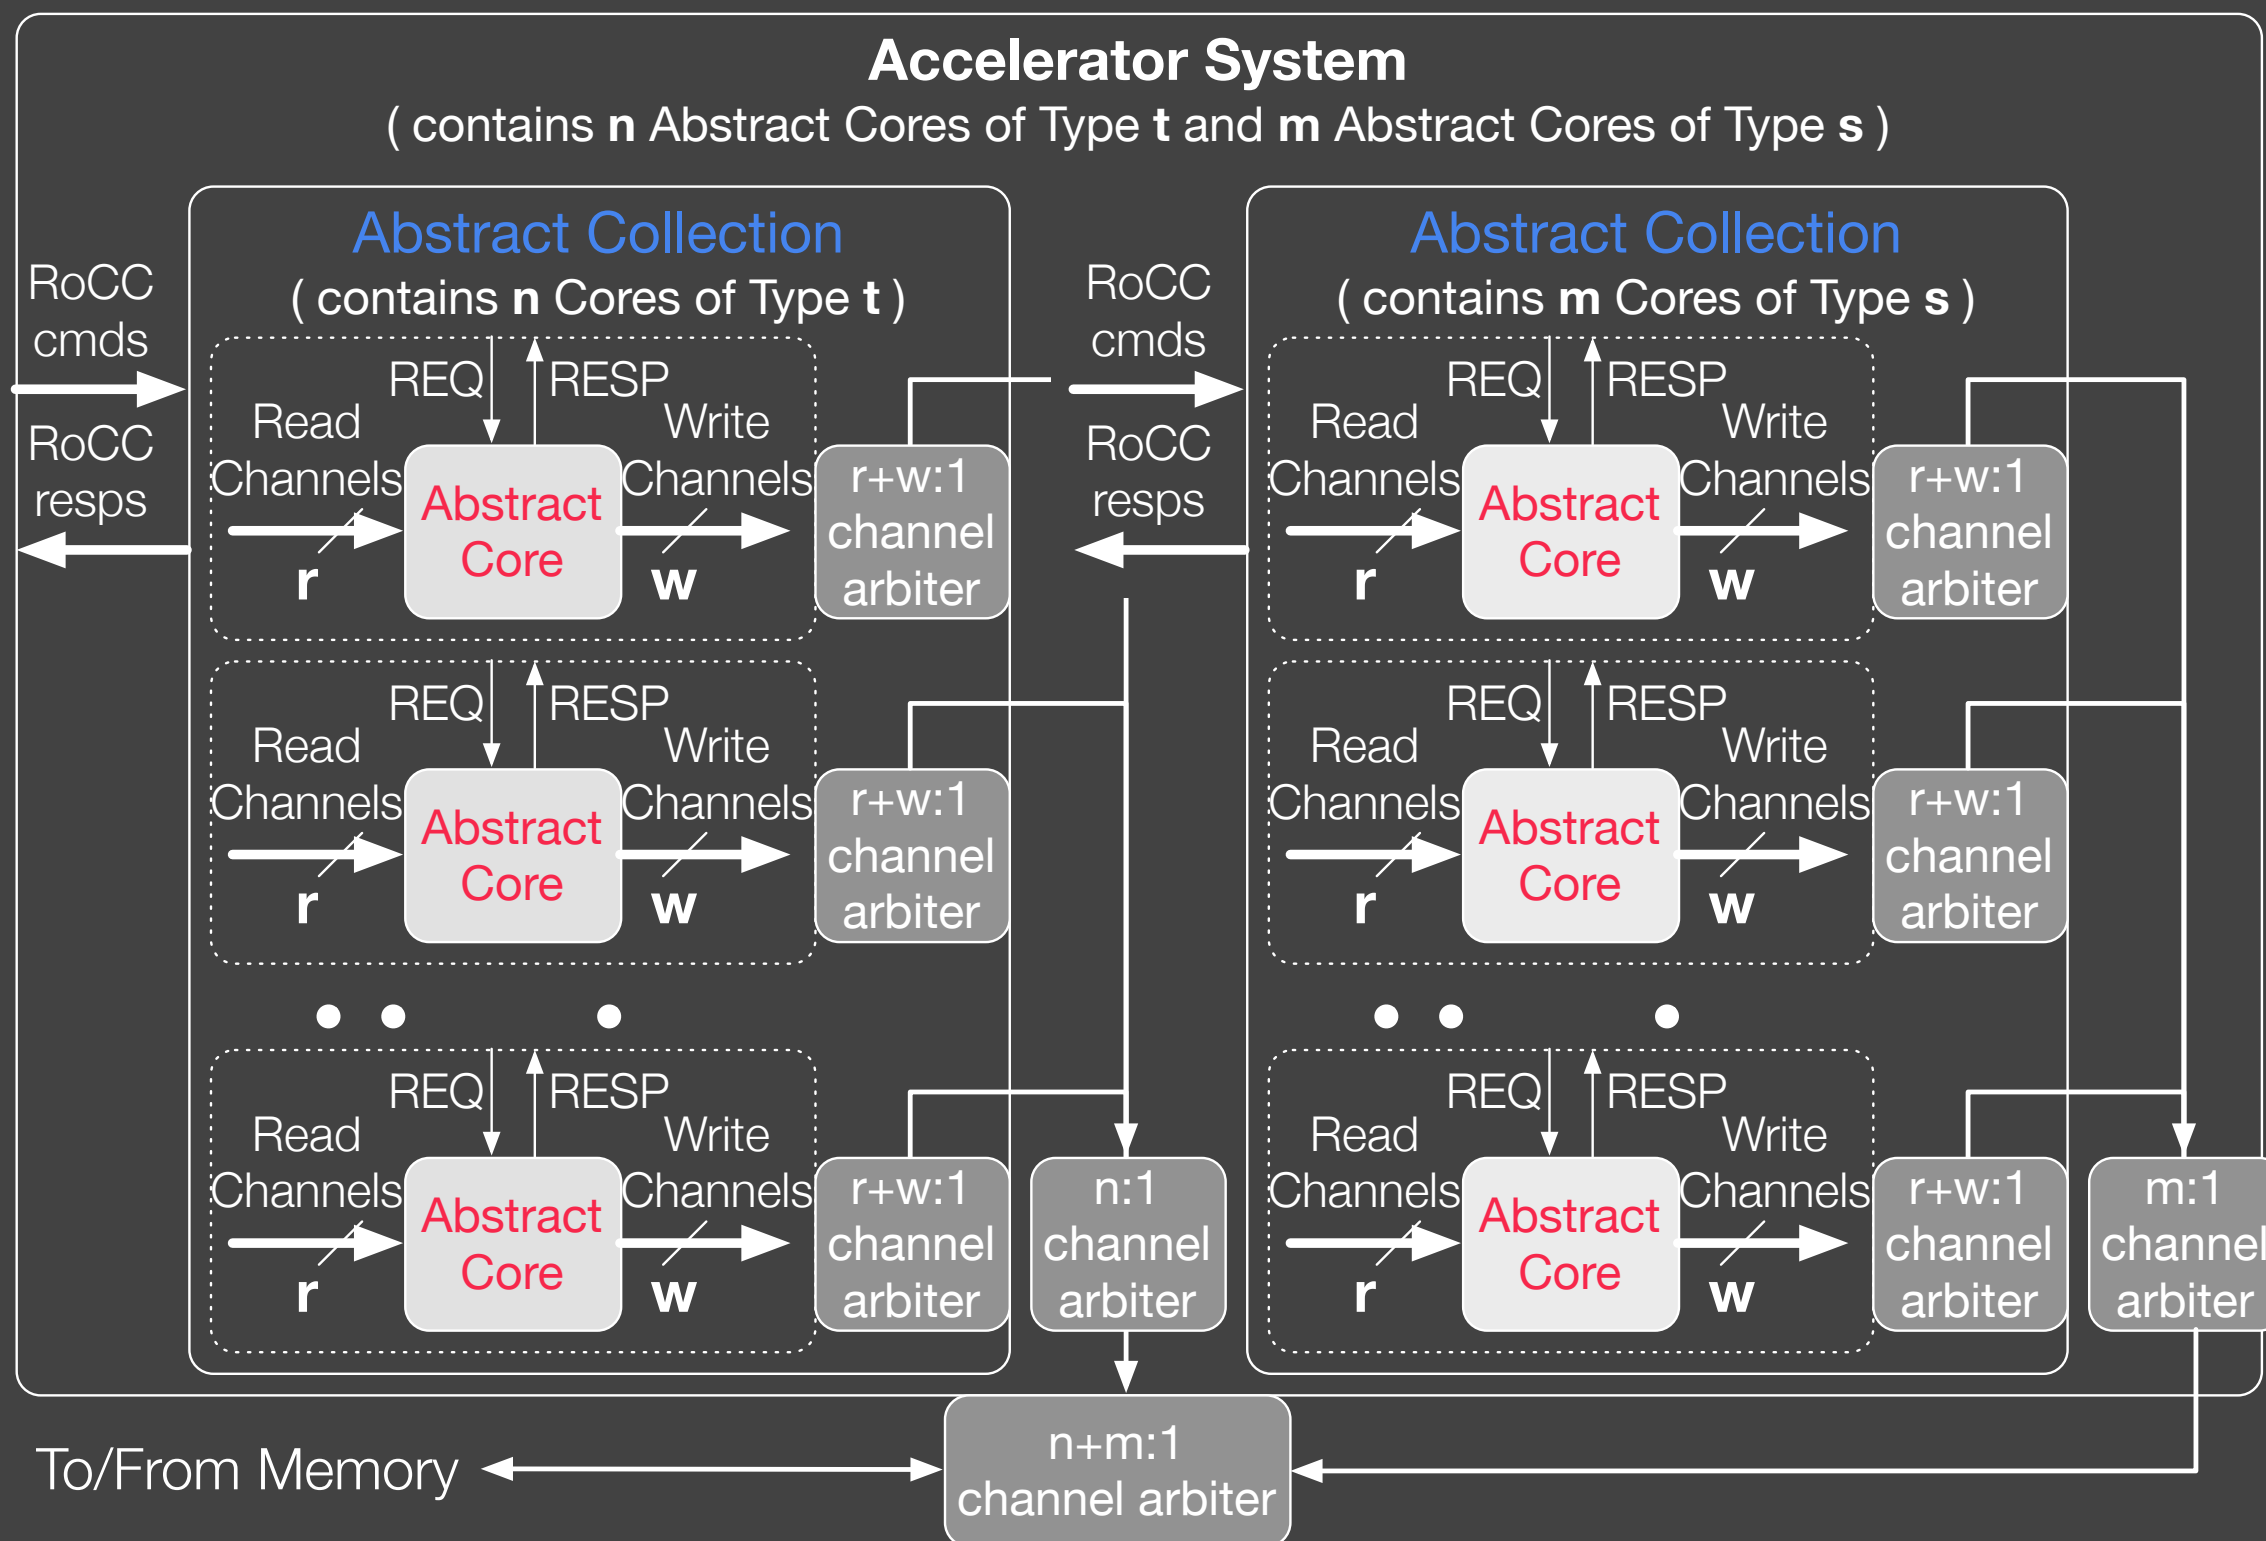 Accelerator System
( contains n Abstract Cores of Type t and m Abstract Cores of Type s )
RoCC
cmds
RoCC
resps
Abstract Collection
( contains n Cores of Type t )
REQ
RESP
Read
Channels
r
Abstract
Core
Write
Channels
w
r+w:1
channel
arbiter
REQ
RESP
Read
Channels
r
Abstract
Core
Write
Channels
w
r+w:1
channel
arbiter
REQ
RESP
Read
Channels
r
Abstract
Core
Write
Channels
w
r+w:1
channel
arbiter
n:1
channel
arbiter
RoCC
cmds
RoCC
resps
Abstract Collection
( contains m Cores of Type s )
REQ
RESP
Read
Channels
r
Abstract
Core
Write
Channels
w
r+w:1
channel
arbiter
REQ
RESP
Read
Channels
r
Abstract
Core
Write
Channels
w
r+w:1
channel
arbiter
REQ
RESP
Read
Channels
r
Abstract
Core
Write
Channels
w
r+w:1
channel
arbiter
m:1
channel
arbiter
To/From Memory
n+m:1
channel arbiter